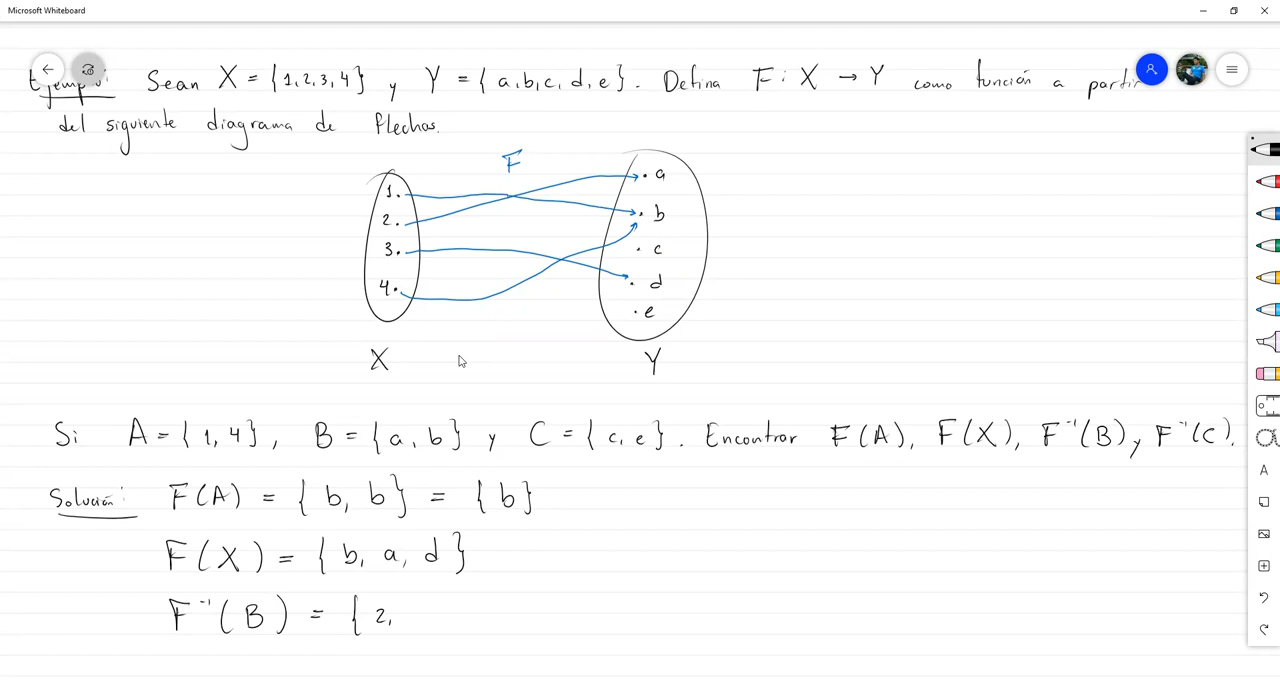 Microsoft Whiteboard
Ejemplo: Sean X = {1,2,3,4} y Y = {a,b,c,d,e}. Defina F: X → Y como función a partir
del siguiente diagrama de flechas.
F
1.
2.
3.
4.
. a
. b
. c
. d
. e
X
Y
Si A = {1,4}, B = {a,b} y C = {c,e}. Encontrar F(A), F(X), F⁻¹(B) y F⁻¹(C).
Solución: F(A) = {b, b} = {b}
F(X) = {b, a, d}
F⁻¹(B) = {2,
A